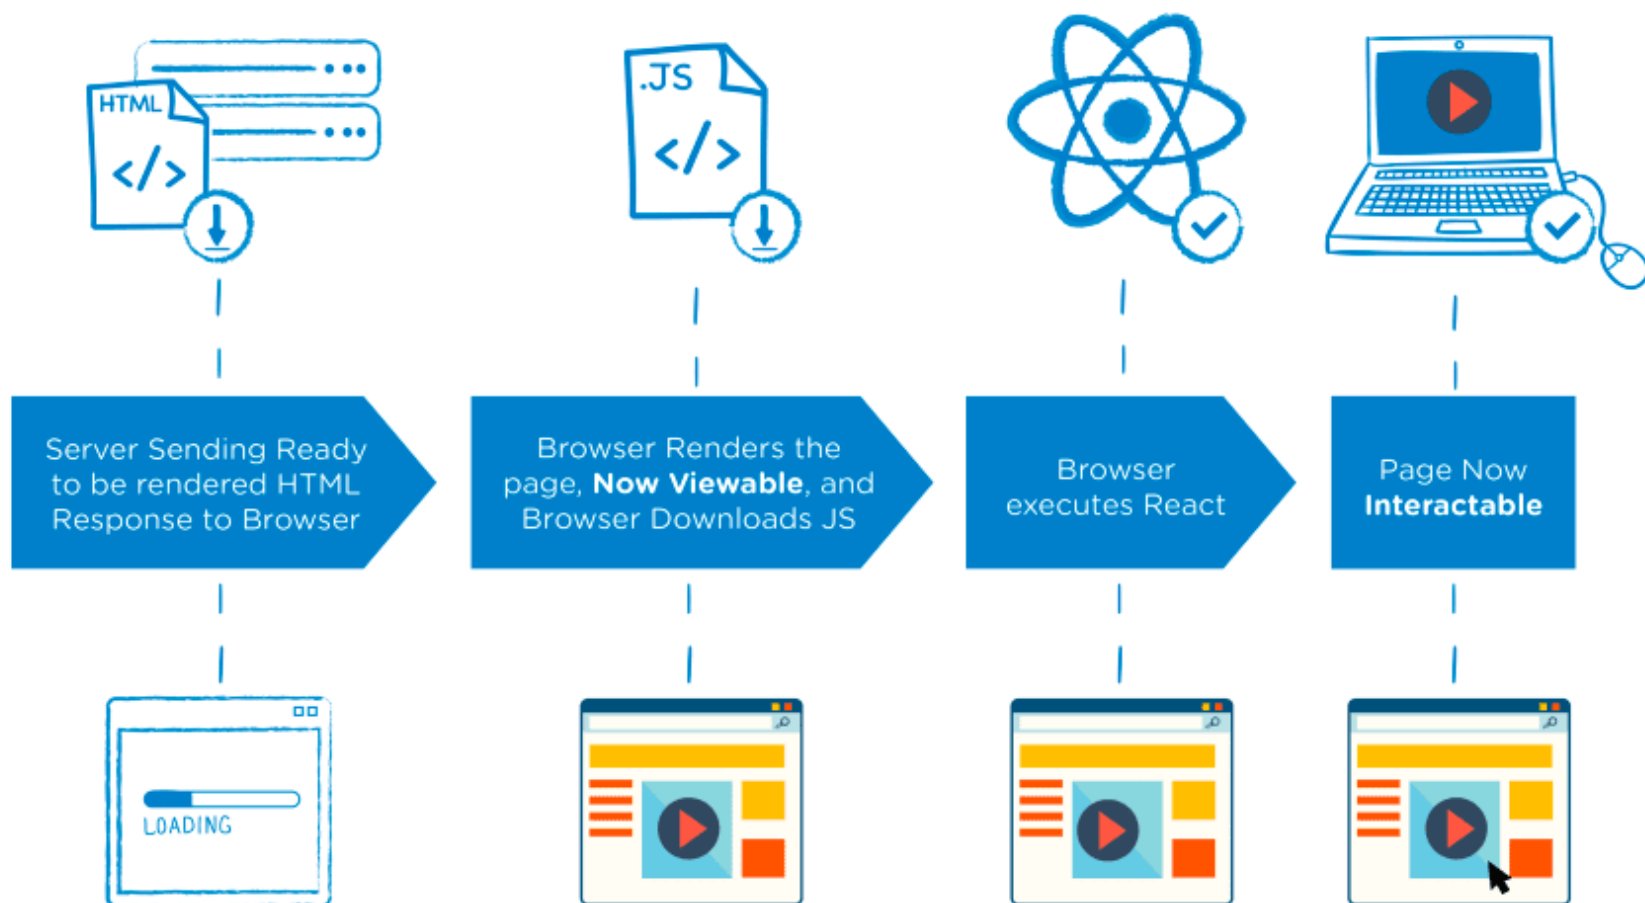 HTML
</>
.JS
</>
Server Sending Ready
to be rendered HTML
Response to Browser
Browser Renders the
page, Now Viewable, and
Browser Downloads JS
Browser
executes React
Page Now
Interactable
LOADING